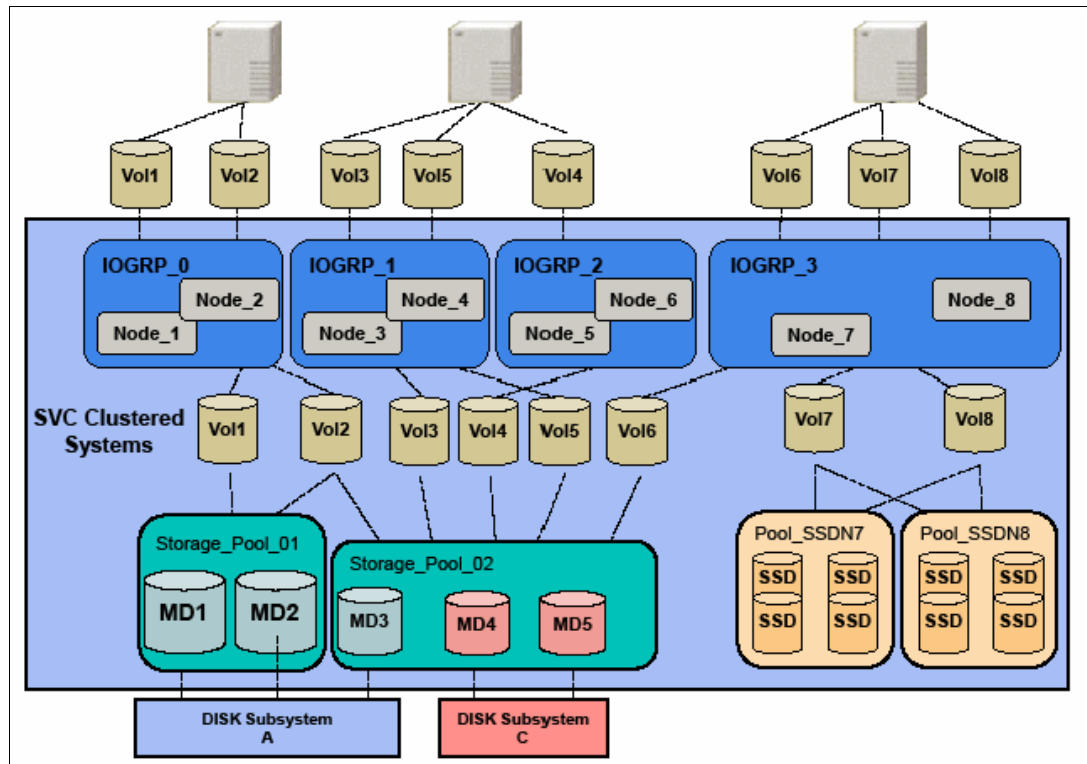 Vol1
Vol2
Vol3
Vol5
Vol4
Vol6
Vol7
Vol8
IOGRP_0
IOGRP_1
IOGRP_2
IOGRP_3
Node_2
Node_4
Node_6
Node_8
Node_1
Node_3
Node_5
Node_7
SVC Clustered
Systems
Vol1
Vol2
Vol3
Vol4
Vol5
Vol6
Vol7
Vol8
Storage_Pool_01
Storage_Pool_02
Pool_SSDN7
Pool_SSDN8
MD1
MD2
MD3
MD4
MD5
SSD
SSD
SSD
SSD
SSD
SSD
SSD
SSD
DISK Subsystem
A
DISK Subsystem
C